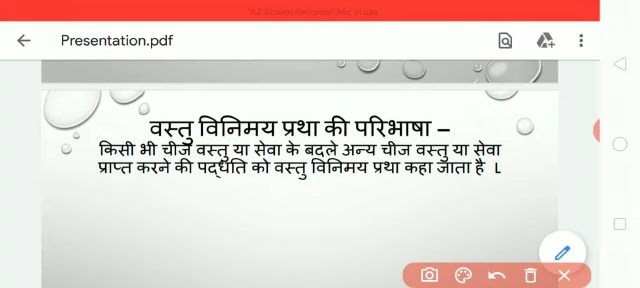 "AZ Screen Recorder".Mic in use
Presentation.pdf
वस्तु विनिमय प्रथा की परिभाषा –
किसी भी चीज वस्तु या सेवा के बदले अन्य चीज वस्तु या सेवा
प्राप्त करने की पद्धति को वस्तु विनिमय प्रथा कहा जाता है L